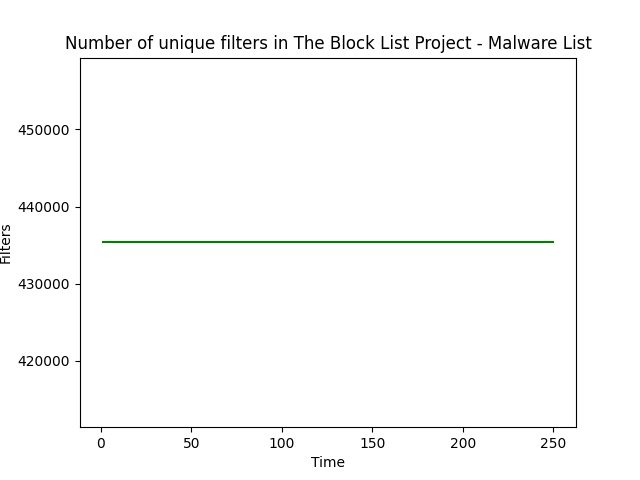 Number of unique filters in The Block List Project - Malware List
450000
440000
430000
420000
Filters
0 50 100 150 200 250
Time